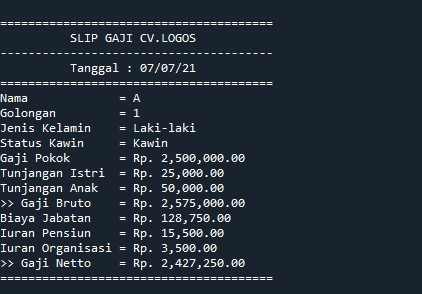 =======================================
SLIP GAJI CV.LOGOS
---------------------------------------
Tanggal : 07/07/21
=======================================
Nama = A
Golongan = 1
Jenis Kelamin = Laki-laki
Status Kawin = Kawin
Gaji Pokok = Rp. 2,500,000.00
Tunjangan Istri = Rp. 25,000.00
Tunjangan Anak = Rp. 50,000.00
>> Gaji Bruto = Rp. 2,575,000.00
Biaya Jabatan = Rp. 128,750.00
Iuran Pensiun = Rp. 15,500.00
Iuran Organisasi = Rp. 3,500.00
>> Gaji Netto = Rp. 2,427,250.00
=======================================